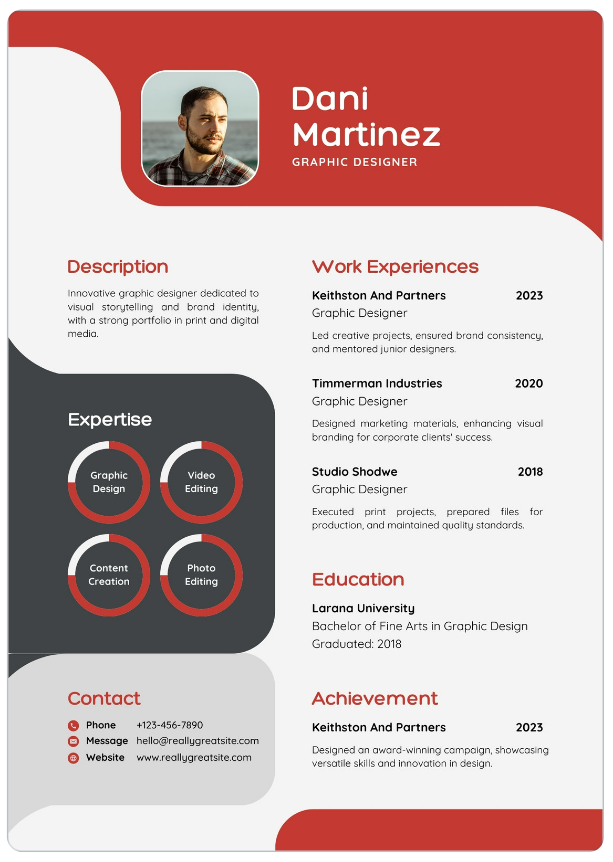 Dani
Martinez
GRAPHIC DESIGNER
Description
Innovative graphic designer dedicated to
visual storytelling and brand identity,
with a strong portfolio in print and digital
media.
Expertise
Graphic
Design
Video
Editing
Content
Creation
Photo
Editing
Contact
Phone +123-456-7890
Message hello@reallygreatsite.com
Website www.reallygreatsite.com
Work Experiences
Keithston And Partners 2023
Graphic Designer
Led creative projects, ensured brand consistency,
and mentored junior designers.
Timmerman Industries 2020
Graphic Designer
Designed marketing materials, enhancing visual
branding for corporate clients' success.
Studio Shodwe 2018
Graphic Designer
Executed print projects, prepared files for
production, and maintained quality standards.
Education
Larana University
Bachelor of Fine Arts in Graphic Design
Graduated: 2018
Achievement
Keithston And Partners 2023
Designed an award-winning campaign, showcasing
versatile skills and innovation in design.